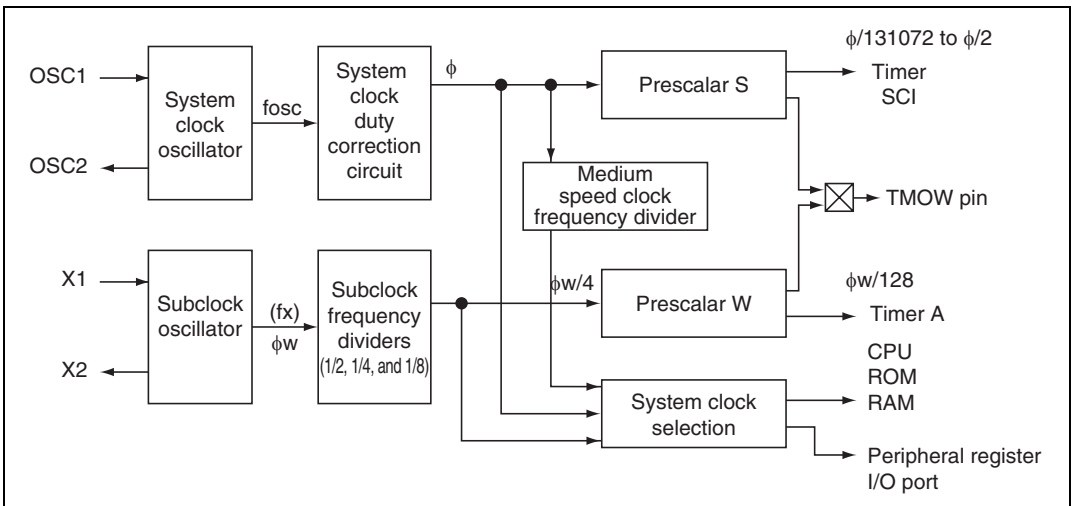 OSC1
OSC2
System
clock
oscillator
fosc
System
clock
duty
correction
circuit
ϕ
Prescalar S
ϕ/131072 to ϕ/2
Timer
SCI
Medium
speed clock
frequency divider
TMOW pin
X1
X2
Subclock
oscillator
(fx)
ϕw
Subclock
frequency
dividers
(1/2, 1/4, and 1/8)
ϕw/4
Prescalar W
ϕw/128
Timer A
CPU
ROM
RAM
System clock
selection
Peripheral register
I/O port